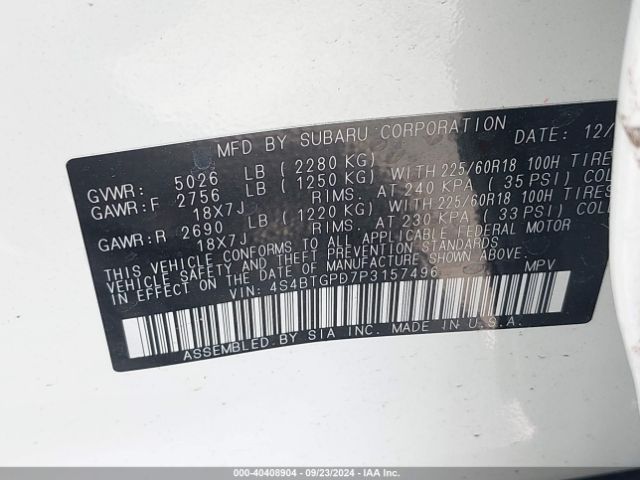 MFD BY SUBARU CORPORATION DATE: 12/
GVWR: 5026 LB ( 2280 KG)
GAWR:F 2756 LB ( 1250 KG) WITH 225/60R18 100H TIRES
18X7J RIMS. AT 240 KPA ( 35 PSI) COLD
GAWR:R 2690 LB ( 1220 KG) WITH 225/60R18 100H TIRES
18X7J RIMS. AT 230 KPA ( 33 PSI) COL
THIS VEHICLE CONFORMS TO ALL APPLICABLE FEDERAL MOTOR
VEHICLE SAFETY AND THEFT PREVENTION STANDARDS
IN EFFECT ON THE DATE OF MANUFACTURE SHOWN ABOVE.
VIN: 4S4BTGPD7P3157496 MPV
ASSEMBLED BY SIA INC. MADE IN U.S.A.
000-40408904 / 09/23/2024 / IAAI.COM